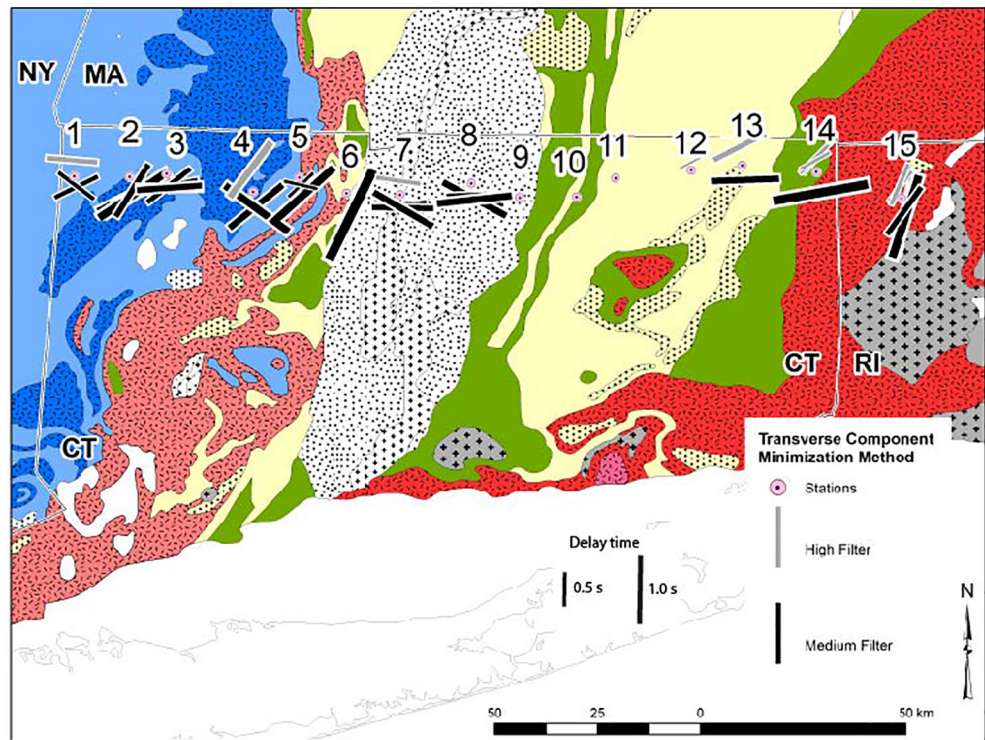 NY MA
1 2 3 4 5 6 7 8 9 10 11 12 13 14 15
CT
CT RI
Transverse Component
Minimization Method
Stations
High Filter
Medium Filter
Delay time
0.5 s 1.0 s
N
50 25 0 50 km